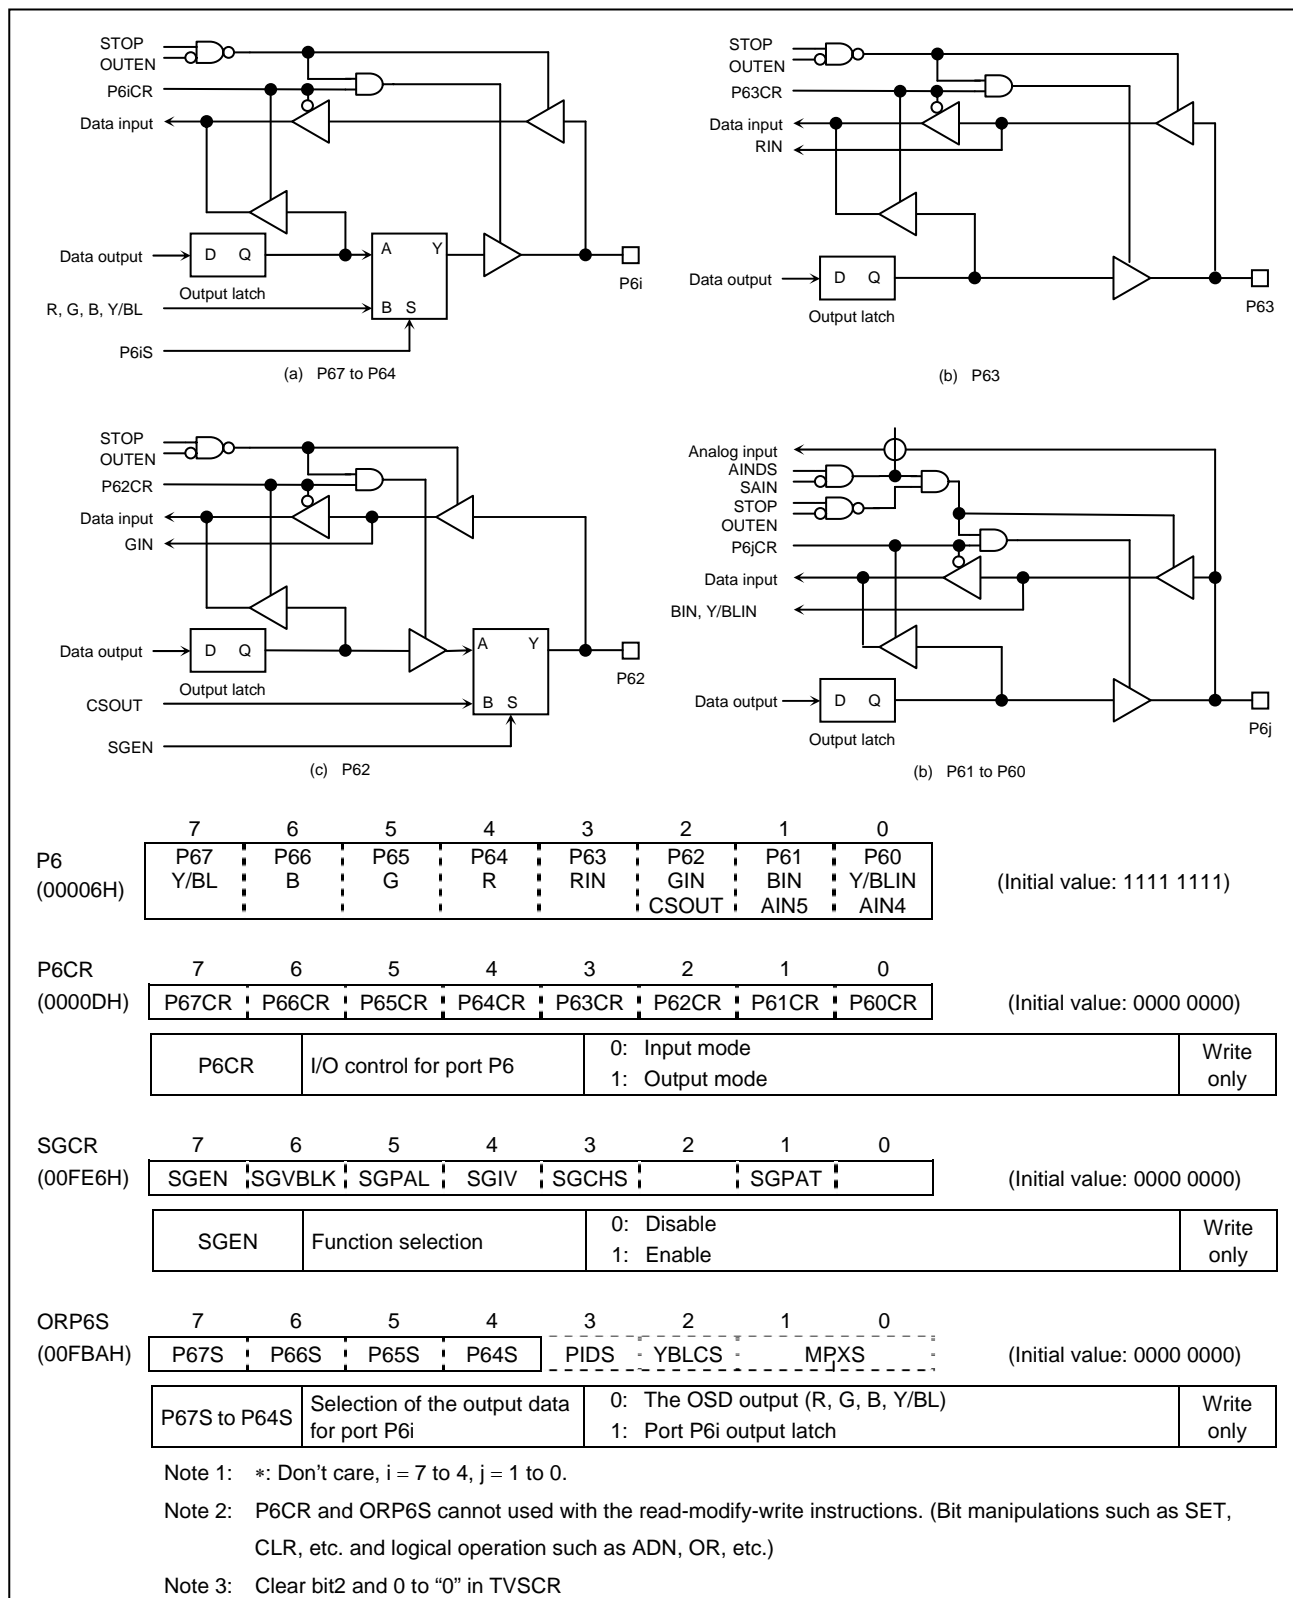 STOP
OUTEN
P6iCR
Data input
D Q
A Y
Data output
P6i
Output latch
B S
R, G, B, Y/BL
P6iS
(a) P67 to P64
STOP
OUTEN
P63CR
Data input
RIN
D Q
Data output
P63
Output latch
(b) P63
STOP
OUTEN
P62CR
Data input
GIN
A Y
D Q
Data output
P62
Output latch
CSOUT
B S
SGEN
(c) P62
Analog input
AINDS
SAIN
STOP
OUTEN
P6jCR
Data input
BIN, Y/BLIN
D Q
Data output
P6j
Output latch
(b) P61 to P60
7 6 5 4 3 2 1 0
P6
(00006H)
P67 P66 P65 P64 P63 P62 P61 P60
Y/BL B G R RIN GIN BIN Y/BLIN
CSOUT AIN5 AIN4
(Initial value: 1111 1111)
P6CR 7 6 5 4 3 2 1 0
(0000DH) P67CR P66CR P65CR P64CR P63CR P62CR P61CR P60CR (Initial value: 0000 0000)
P6CR I/O control for port P6
0: Input mode
1: Output mode
Write
only
SGCR 7 6 5 4 3 2 1 0
(00FE6H) SGEN SGVBLK SGPAL SGIV SGCHS SGPAT (Initial value: 0000 0000)
SGEN Function selection
0: Disable
1: Enable
Write
only
ORP6S 7 6 5 4 3 2 1 0
(00FBAH) P67S P66S P65S P64S PIDS YBLCS MPXS (Initial value: 0000 0000)
P67S to P64S
Selection of the output data
for port P6i
0: The OSD output (R, G, B, Y/BL)
1: Port P6i output latch
Write
only
Note 1: ∗: Don't care, i = 7 to 4, j = 1 to 0.
Note 2: P6CR and ORP6S cannot used with the read-modify-write instructions. (Bit manipulations such as SET,
CLR, etc. and logical operation such as ADN, OR, etc.)
Note 3: Clear bit2 and 0 to “0” in TVSCR